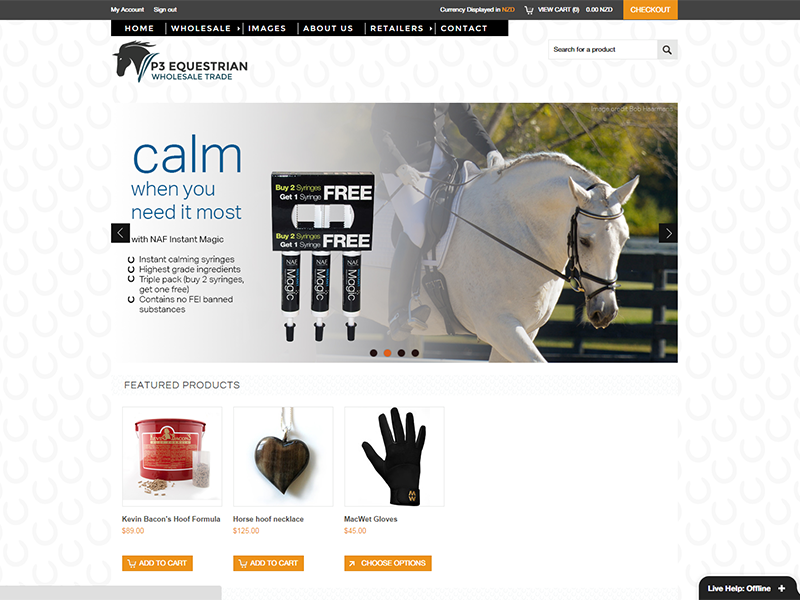 My Account Sign out
Currency Displayed in NZD VIEW CART (0) 0.00 NZD CHECKOUT
HOME WHOLESALE IMAGES ABOUT US RETAILERS CONTACT
Search for a product
P3 EQUESTRIAN
WHOLESALE TRADE
Image credit Bob Haarmans
calm
when you
need it most
with NAF Instant Magic
Instant calming syringes
Highest grade ingredients
Triple pack (buy 2 syringes,
get one free)
Contains no FEI banned
substances
Buy 2 Syringes
Get 1 Syringe FREE
Buy 2 Syringes
Get 1 Syringe FREE
NAF NAF NAF
Magic Magic Magic
FEATURED PRODUCTS
KEVIN BACON'S
MW
Kevin Bacon's Hoof Formula
$89.00
ADD TO CART
Horse hoof necklace
$125.00
ADD TO CART
MacWet Gloves
$45.00
CHOOSE OPTIONS
Live Help: Offline +